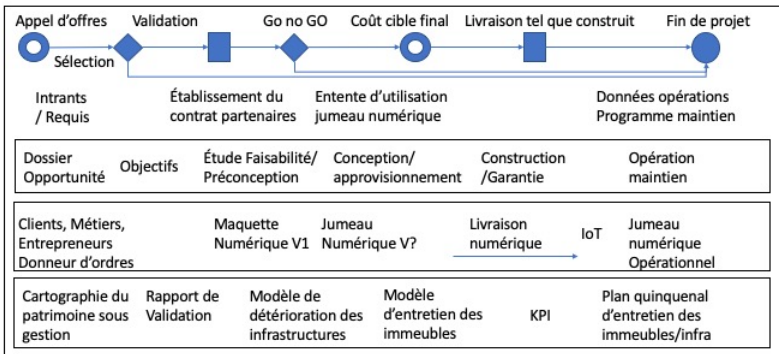 Appel d'offres Validation Go no GO Coût cible final Livraison tel que construit Fin de projet
Sélection
Intrants Établissement du Entente d'utilisation Données opérations
/ Requis contrat partenaires jumeau numérique Programme maintien
Dossier Objectifs Étude Faisabilité/ Conception/ Construction Opération
Opportunité Préconception approvisionnement /Garantie maintien
Clients, Métiers, Maquette Jumeau Livraison IoT Jumeau
Entrepreneurs Numérique V1 Numérique V? numérique numérique
Donneur d'ordres Opérationnel
Cartographie du Rapport de Modèle de Modèle KPI Plan quinquenal
patrimoine sous Validation détérioration des d'entretien des d'entretien des
gestion infrastructures immeubles immeubles/infra